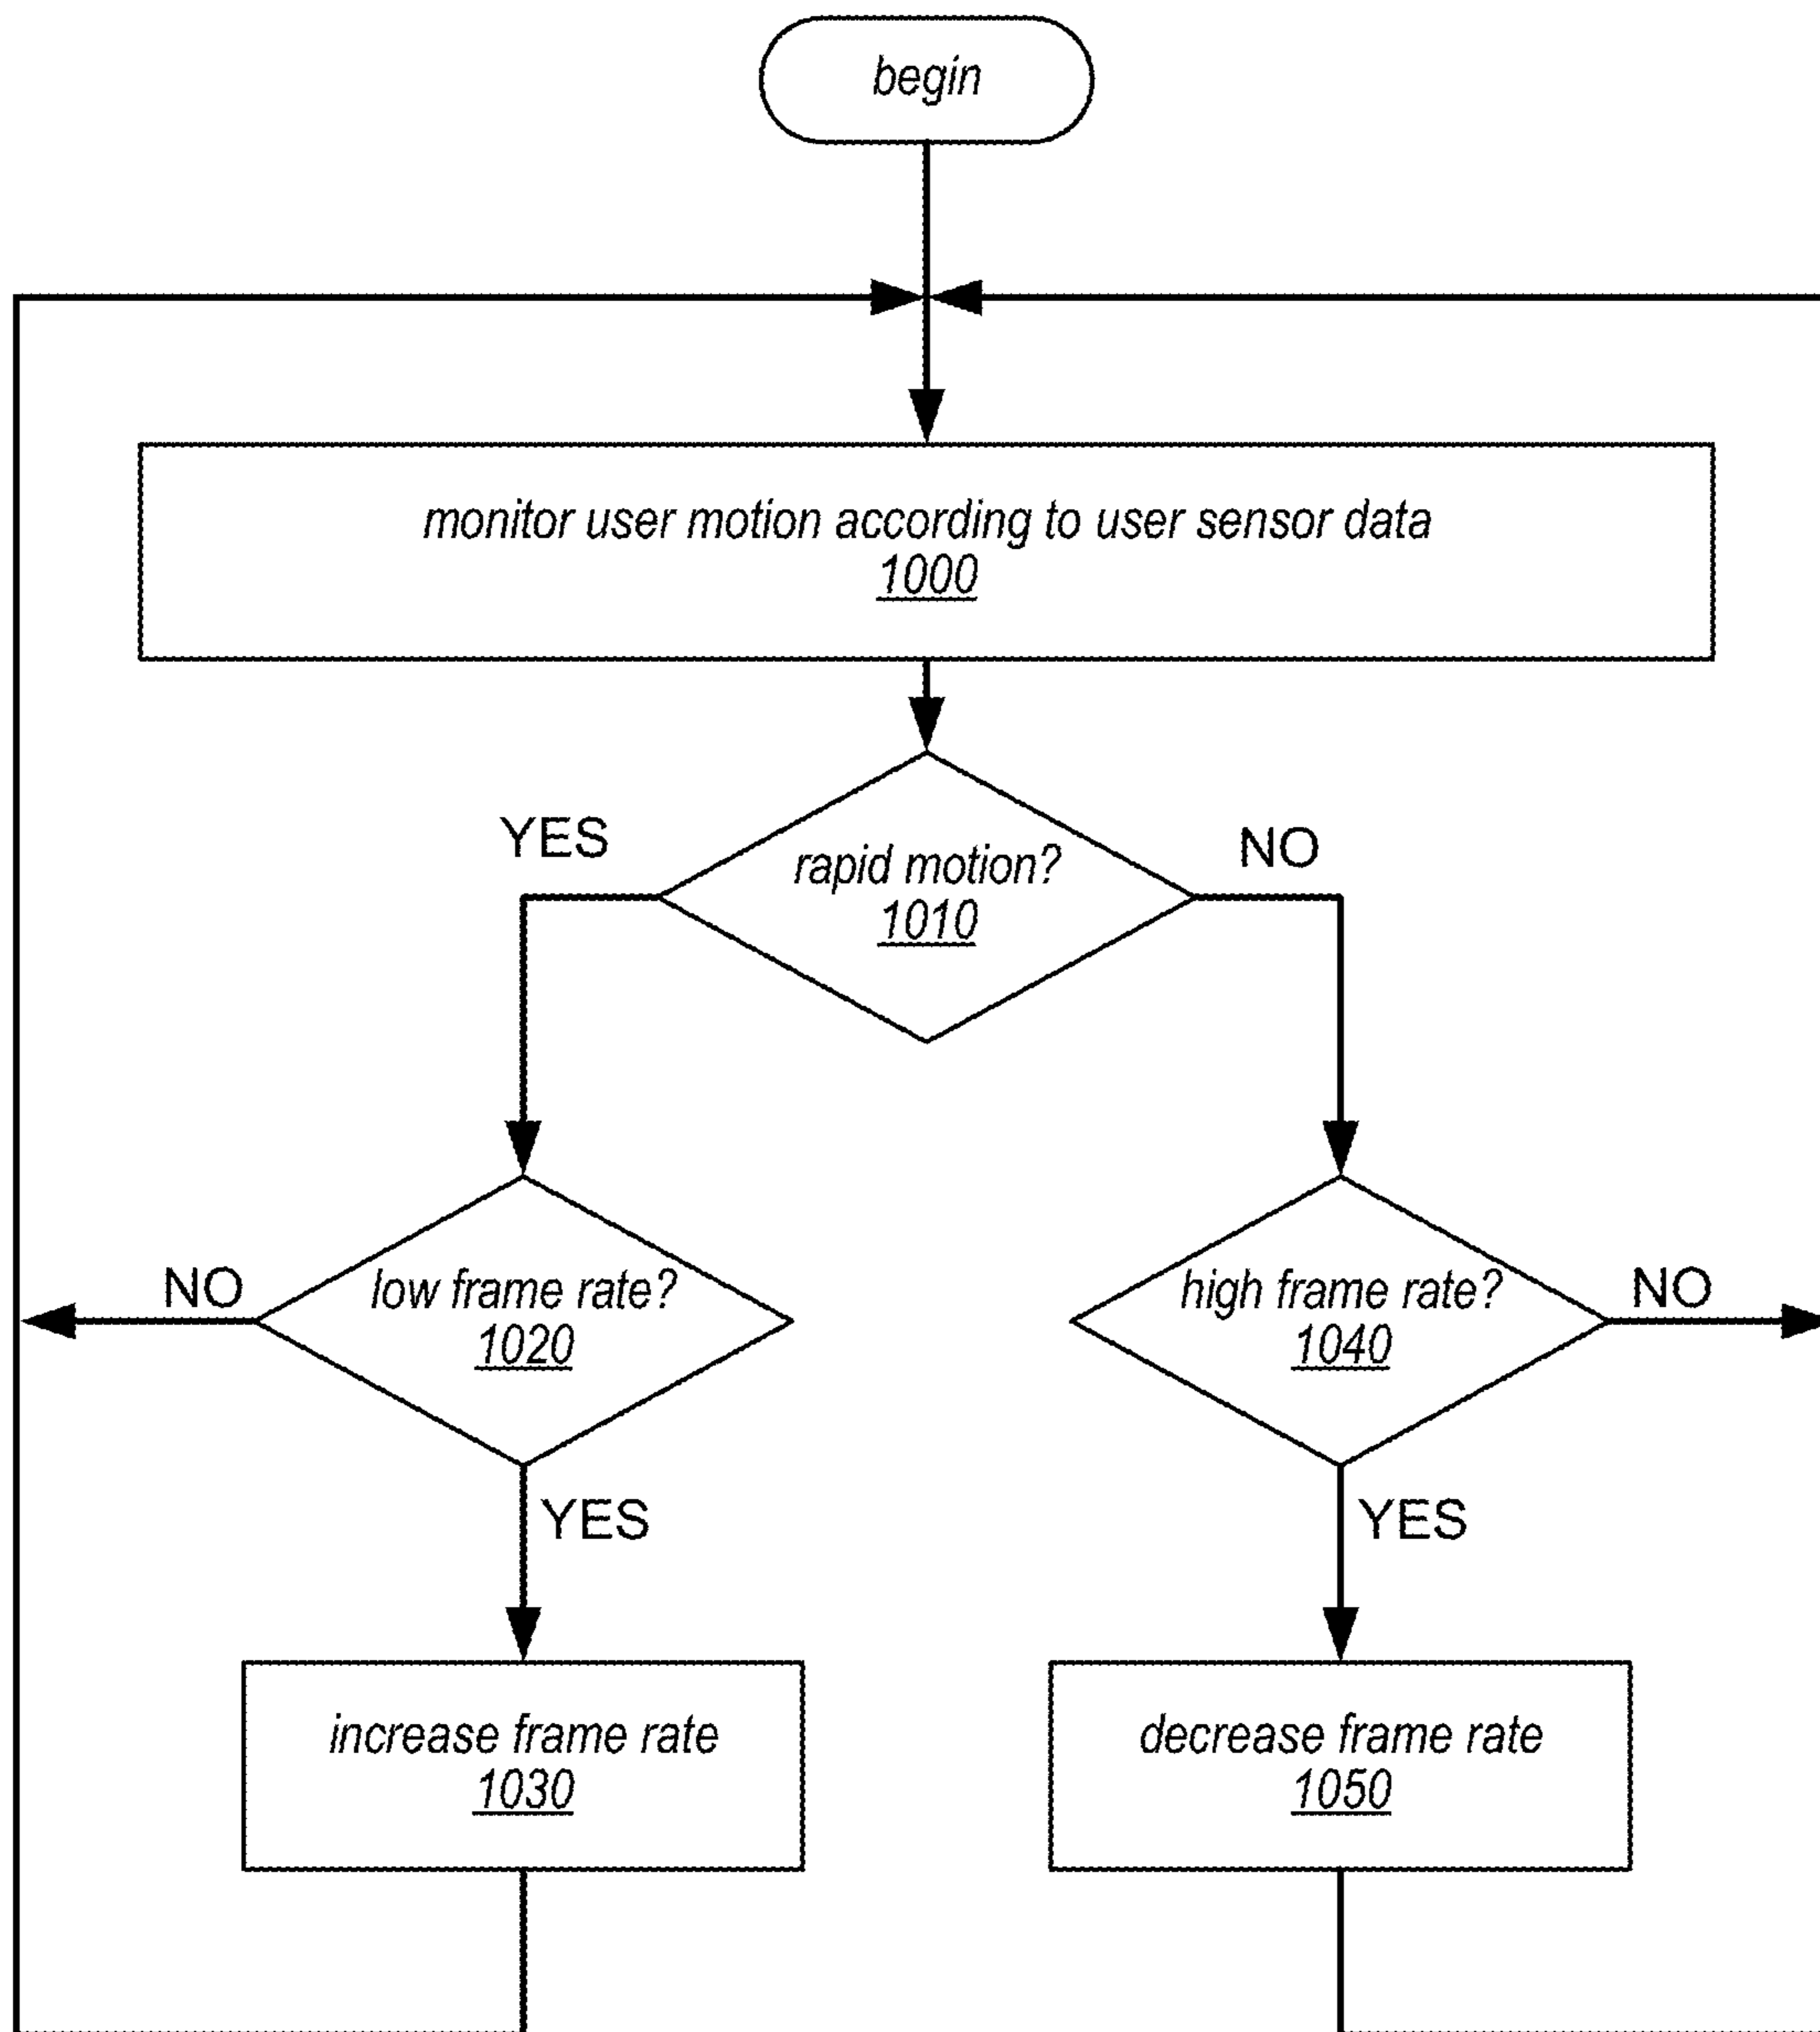 begin
monitor user motion according to user sensor data
1000
YES
NO
rapid motion?
1010
NO
low frame rate?
1020
high frame rate?
1040
NO
YES
YES
increase frame rate
1030
decrease frame rate
1050